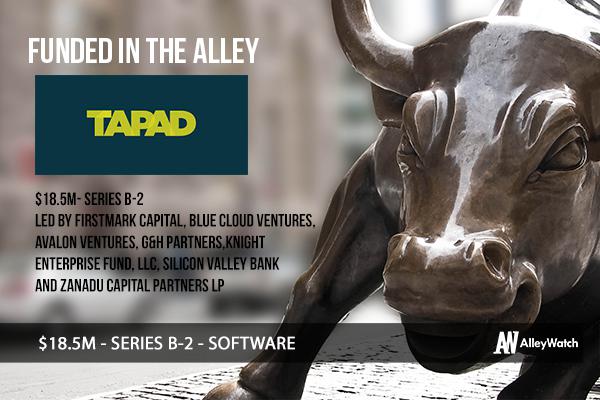 FUNDED IN THE ALLEY
TAPAD
$18.5M- SERIES B-2
LED BY FIRSTMARK CAPITAL, BLUE CLOUD VENTURES,
AVALON VENTURES, G&H PARTNERS,KNIGHT
ENTERPRISE FUND, LLC, SILICON VALLEY BANK
AND ZANADU CAPITAL PARTNERS LP
$18.5M - SERIES B-2 - SOFTWARE
AW AlleyWatch